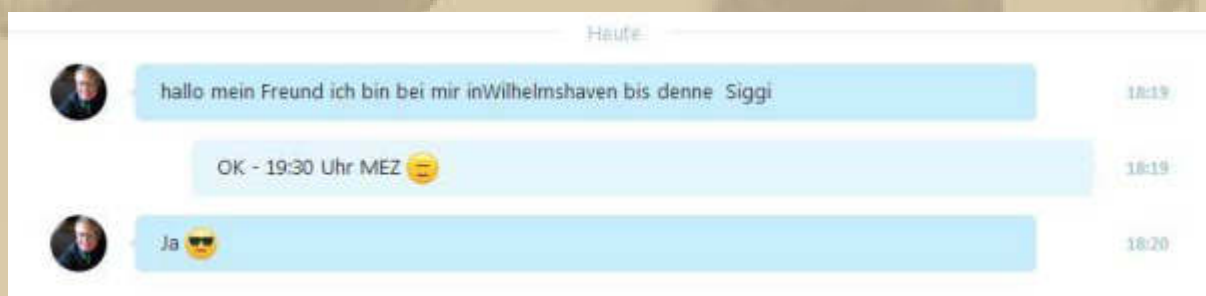 Heute
hallo mein Freund ich bin bei mir inWilhelmshaven bis denne Siggi
18:19
OK - 19:30 Uhr MEZ
18:19
Ja
18:20